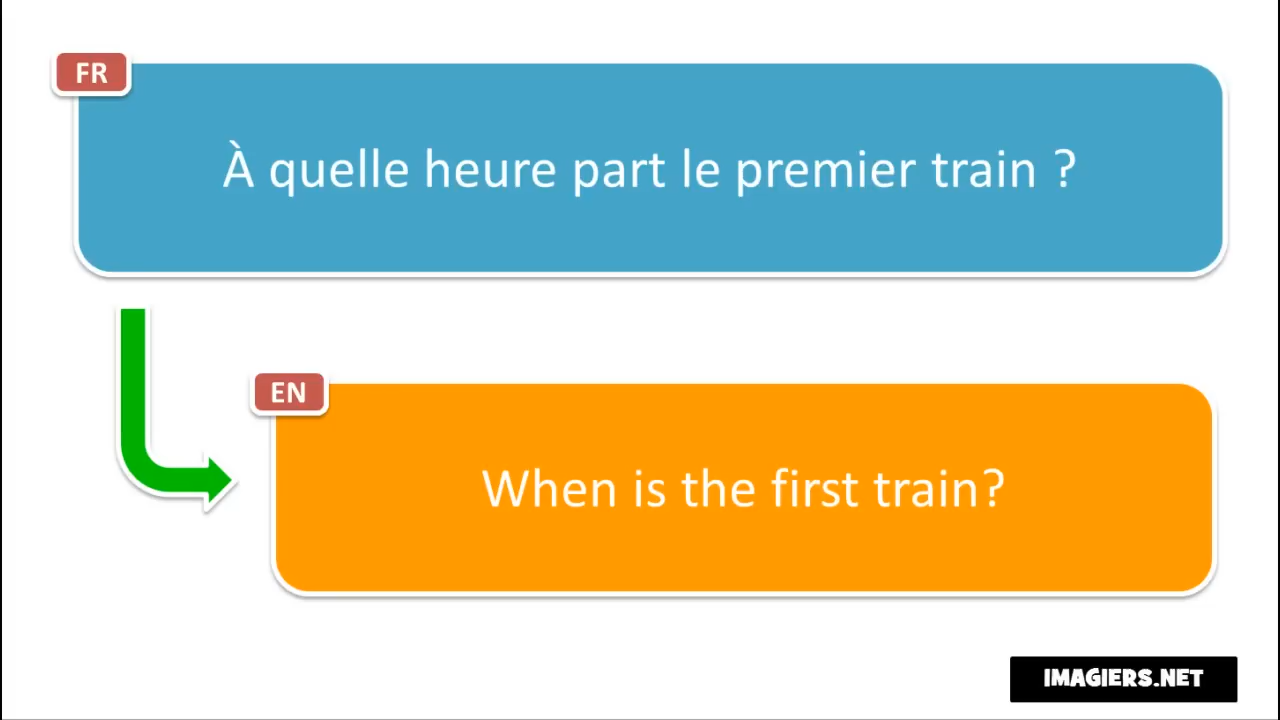 FR
À quelle heure part le premier train ?
EN
When is the first train?
IMAGIERS.NET